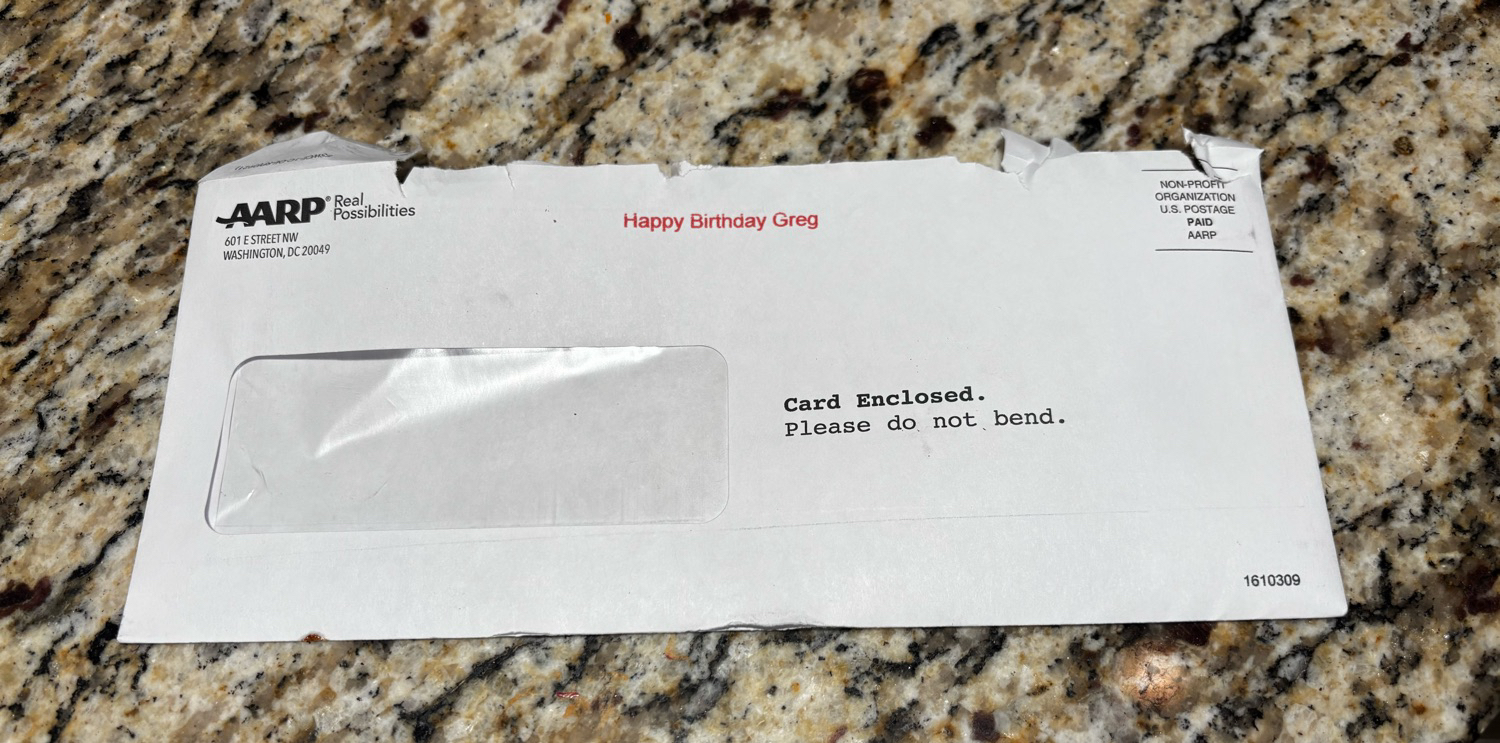 AARP® Real
Possibilities
601 E STREET NW
WASHINGTON, DC 20049
Happy Birthday Greg
NON-PROFIT
ORGANIZATION
U.S. POSTAGE
PAID
AARP
Card Enclosed.
Please do not bend.
1610309